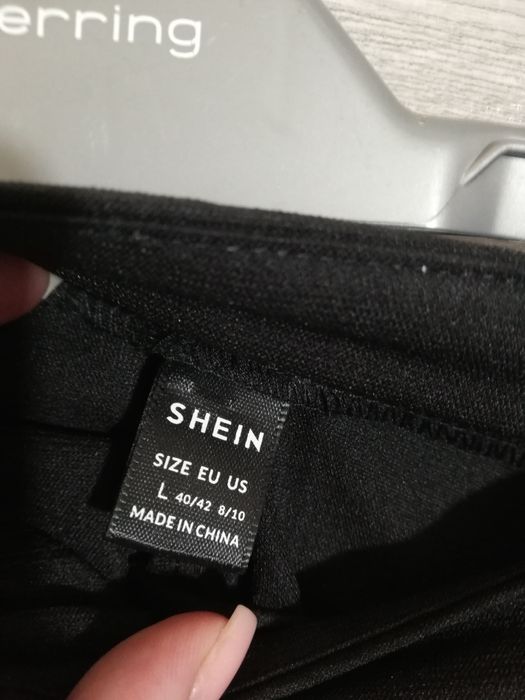 erring
SHEIN
SIZE EU US
L 40/42 8/10
MADE IN CHINA